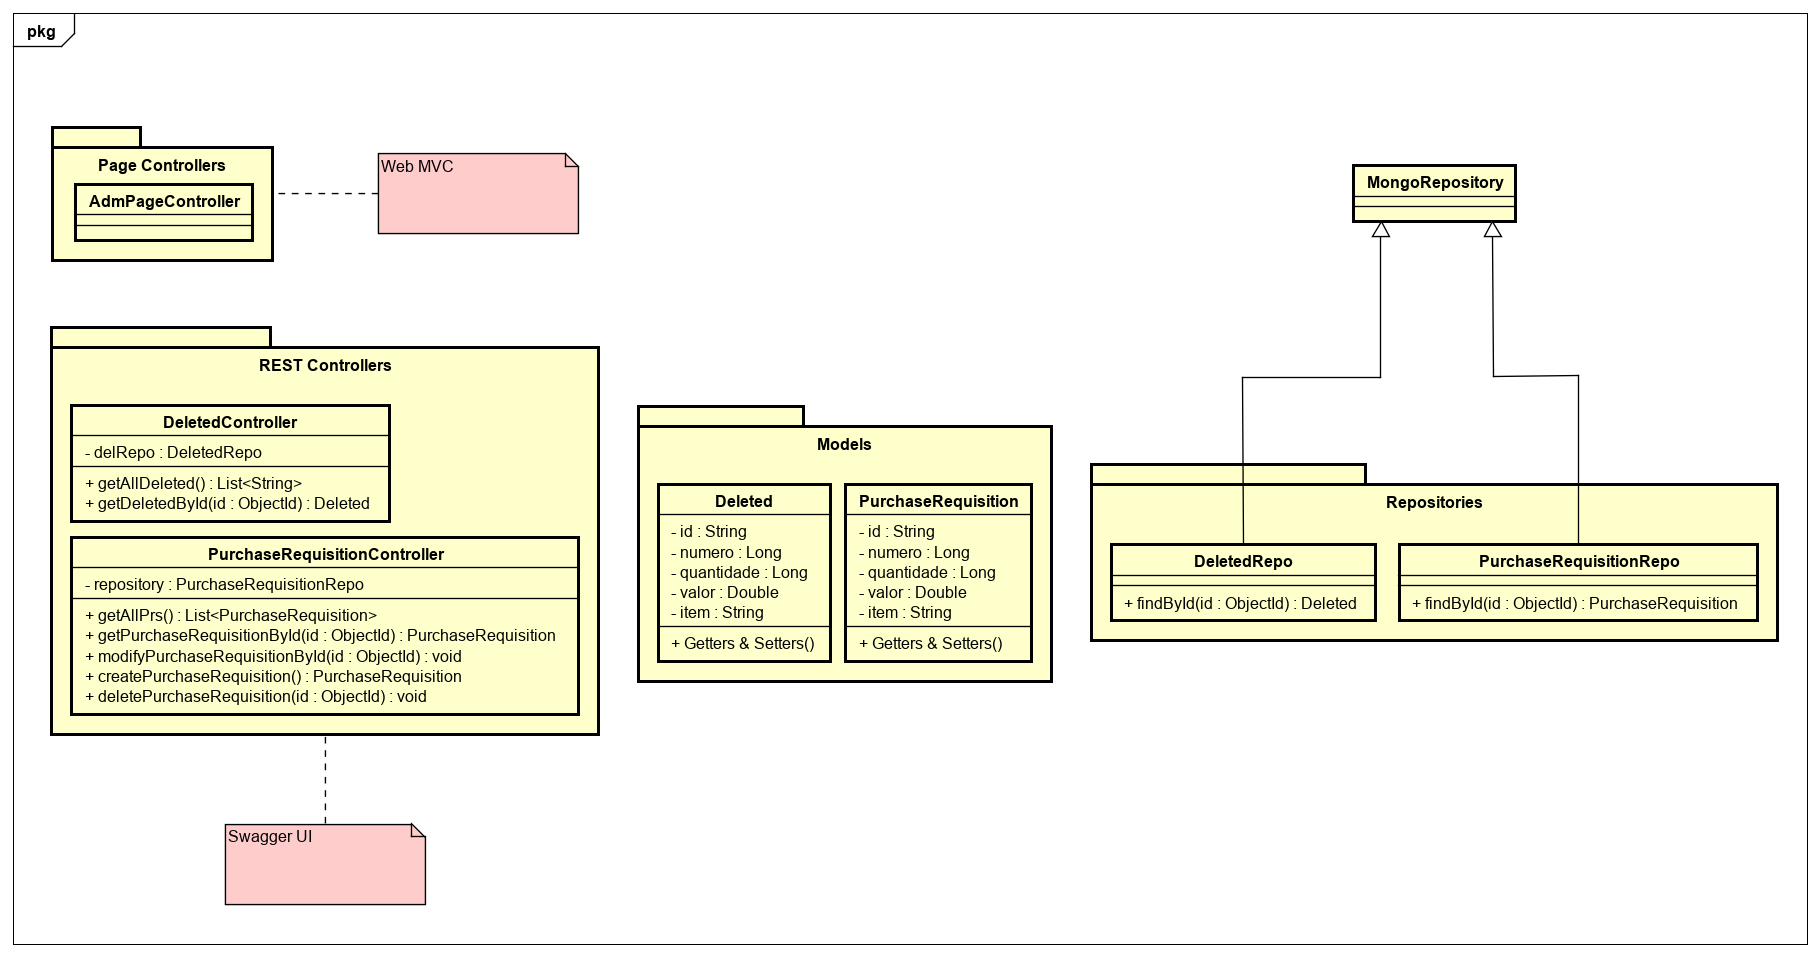 pkg
Page Controllers
AdmPageController
Web MVC
MongoRepository
REST Controllers
DeletedController
- delRepo : DeletedRepo
+ getAllDeleted() : List<String>
+ getDeletedById(id : ObjectId) : Deleted
PurchaseRequisitionController
- repository : PurchaseRequisitionRepo
+ getAllPrs() : List<PurchaseRequisition>
+ getPurchaseRequisitionById(id : ObjectId) : PurchaseRequisition
+ modifyPurchaseRequisitionById(id : ObjectId) : void
+ createPurchaseRequisition() : PurchaseRequisition
+ deletePurchaseRequisition(id : ObjectId) : void
Swagger UI
Models
Deleted
- id : String
- numero : Long
- quantidade : Long
- valor : Double
- item : String
+ Getters & Setters()
PurchaseRequisition
- id : String
- numero : Long
- quantidade : Long
- valor : Double
- item : String
+ Getters & Setters()
Repositories
DeletedRepo
+ findById(id : ObjectId) : Deleted
PurchaseRequisitionRepo
+ findById(id : ObjectId) : PurchaseRequisition